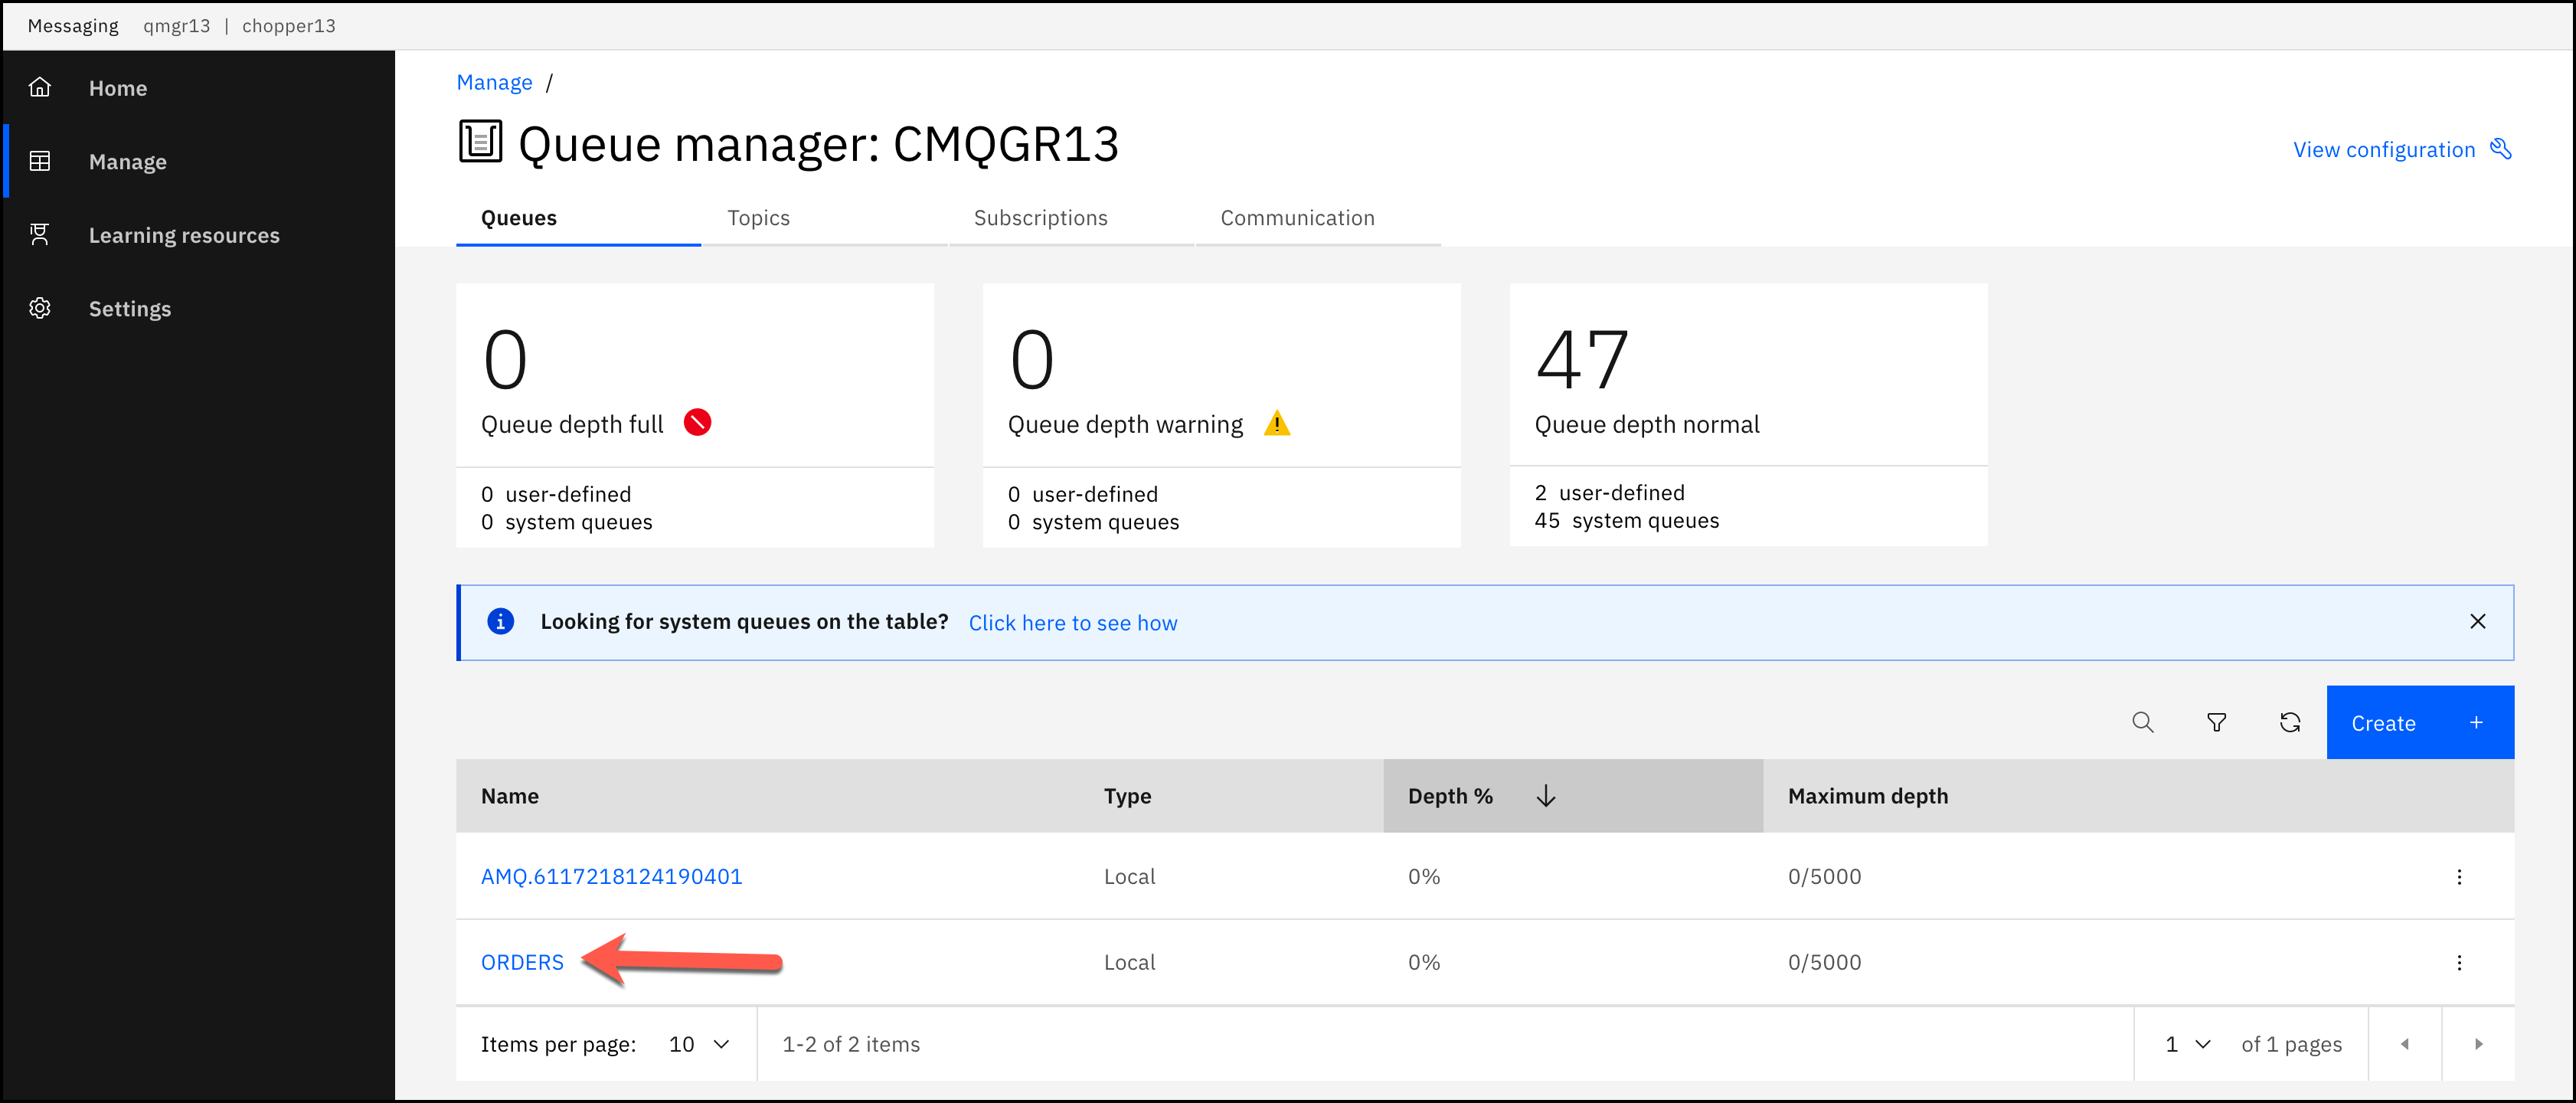 Messaging qmgr13 | chopper13
Home
Manage
Learning resources
Settings
Manage /
Queue manager: CMQGR13
View configuration
Queues Topics Subscriptions Communication
0
Queue depth full
0 user-defined
0 system queues
0
Queue depth warning
0 user-defined
0 system queues
47
Queue depth normal
2 user-defined
45 system queues
Looking for system queues on the table? Click here to see how
Create +
Name Type Depth % Maximum depth
AMQ.6117218124190401 Local 0% 0/5000
ORDERS Local 0% 0/5000
Items per page: 10 1-2 of 2 items 1 of 1 pages